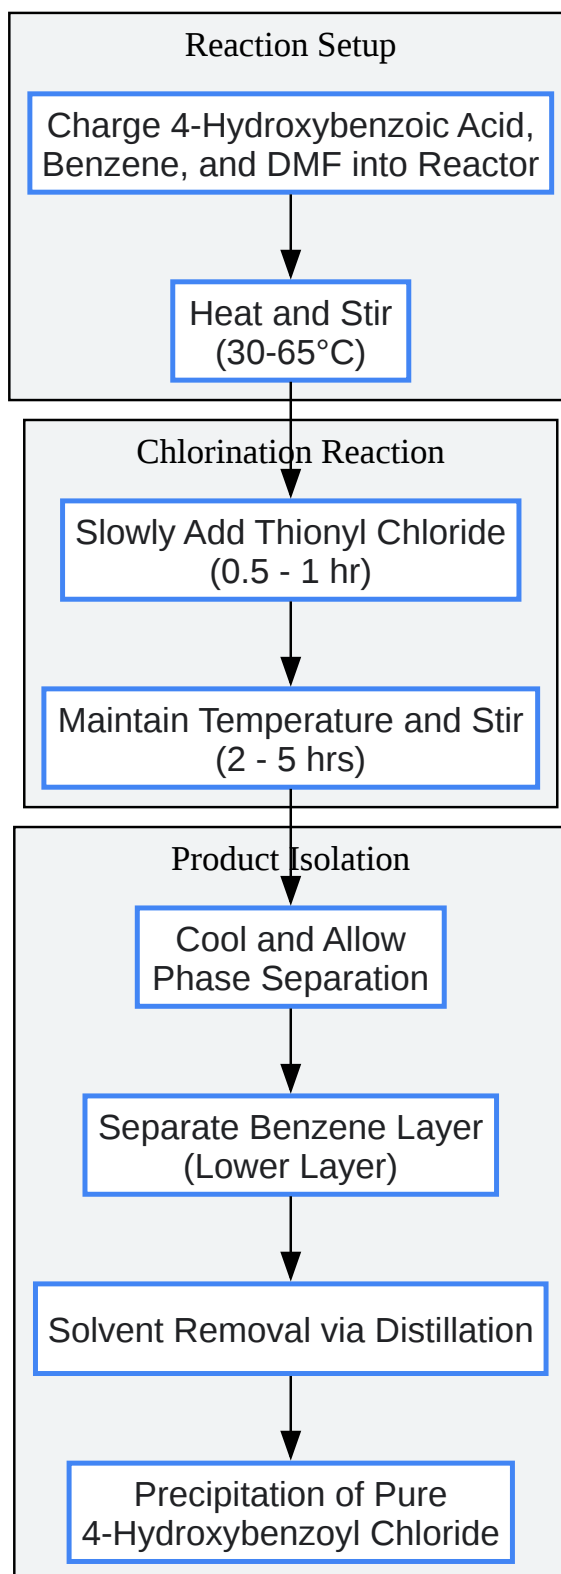 Reaction Setup
Charge 4-Hydroxybenzoic Acid,
Benzene, and DMF into Reactor
Heat and Stir
(30-65°C)
Chlorination Reaction
Slowly Add Thionyl Chloride
(0.5 - 1 hr)
Maintain Temperature and Stir
(2 - 5 hrs)
Product Isolation
Cool and Allow
Phase Separation
Separate Benzene Layer
(Lower Layer)
Solvent Removal via Distillation
Precipitation of Pure
4-Hydroxybenzoyl Chloride